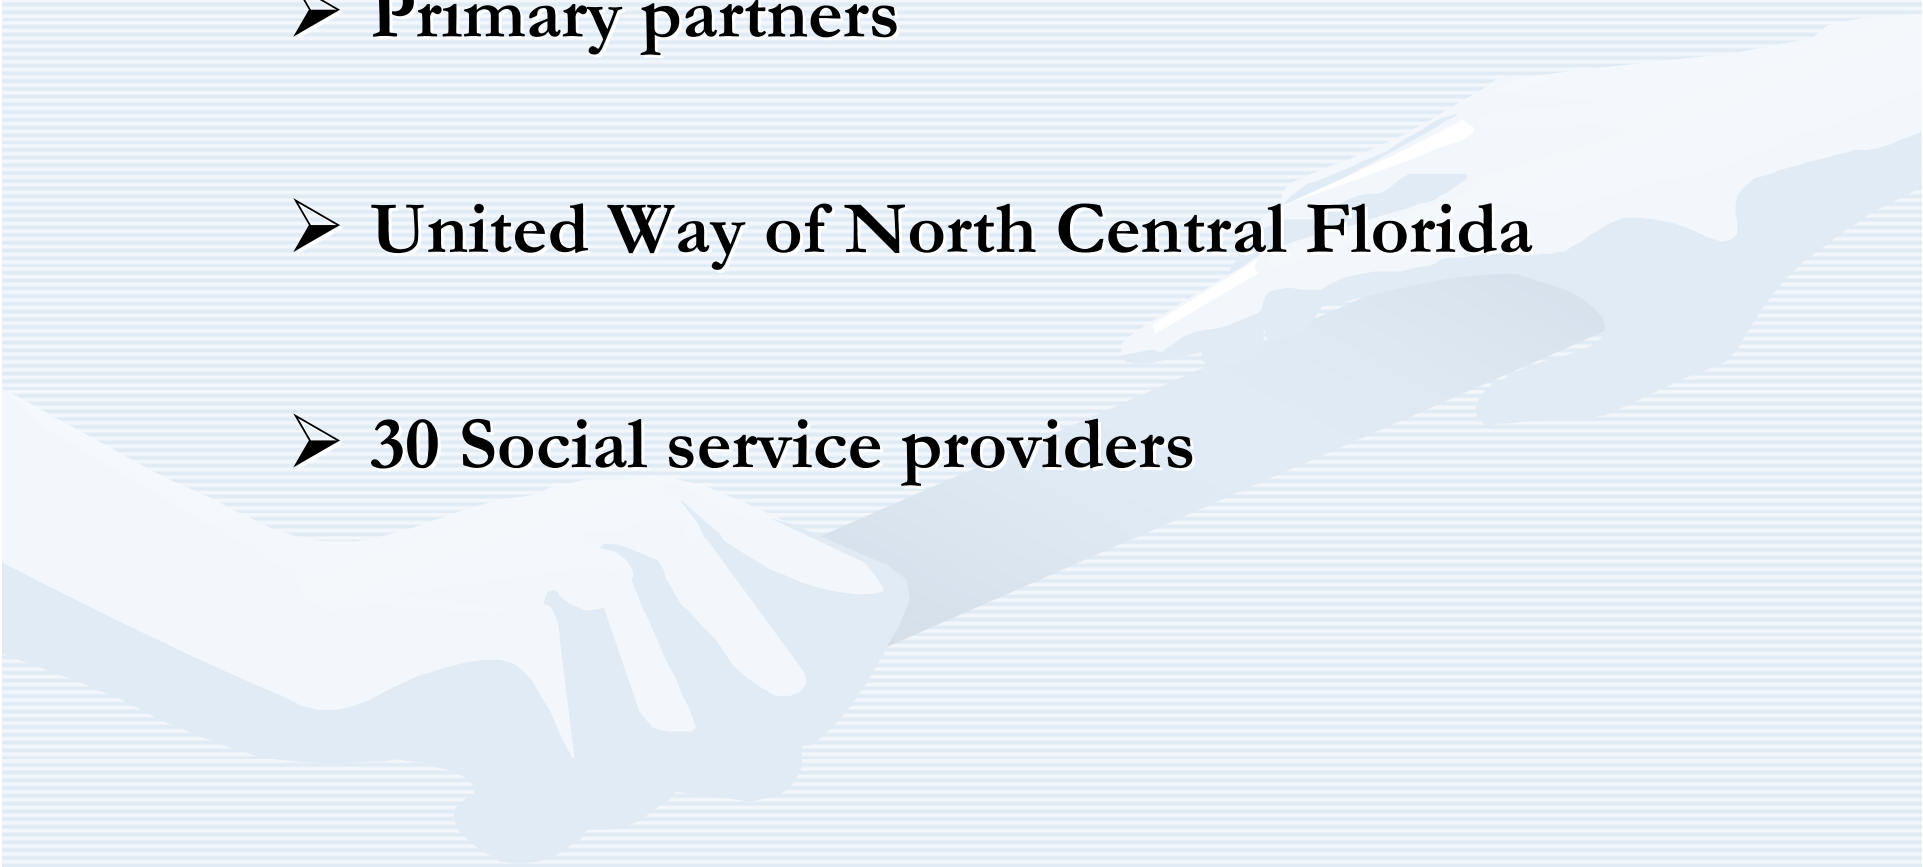 ➢ Primary partners
➢ United Way of North Central Florida
➢ 30 Social service providers